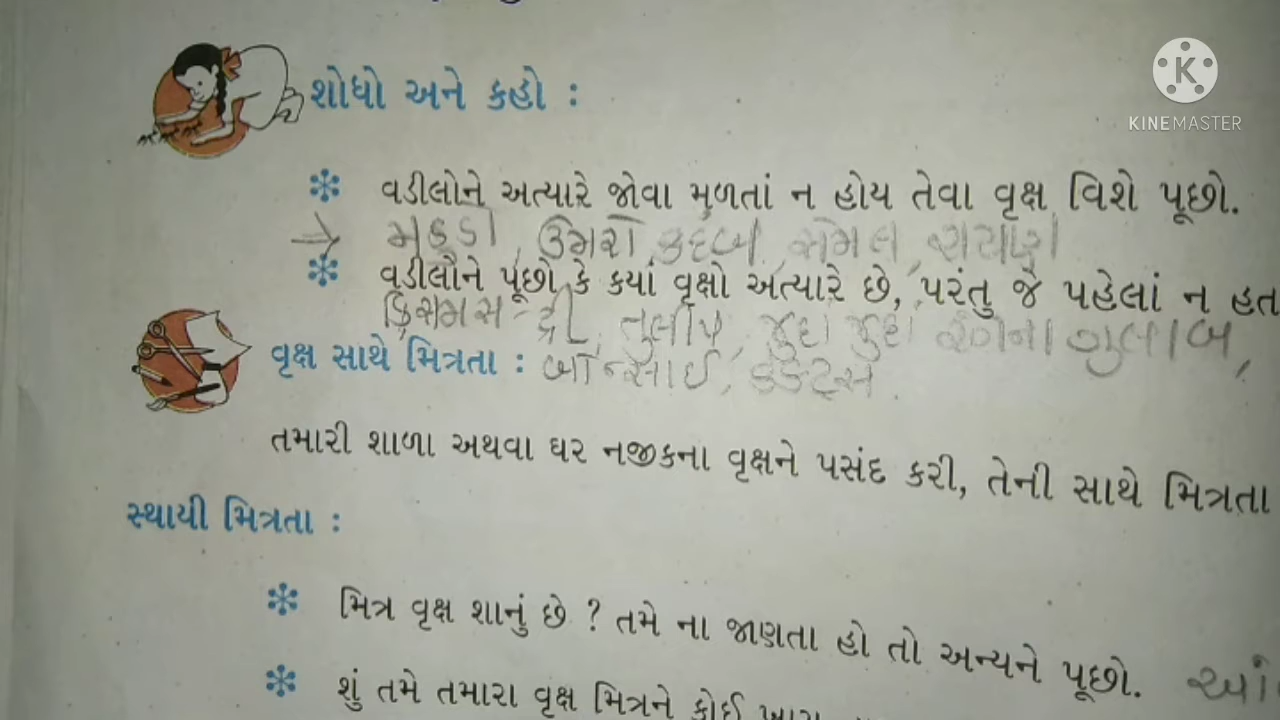 KINEMASTER
શોધો અને કહો :
વડીલોને અત્યારે જોવા મળતાં ન હોય તેવા વૃક્ષ વિશે પૂછો.
→ મહુડો, ઉમરો, કદંબ, સેમલ, રાયણ
વડીલોને પૂછો કે કયાં વૃક્ષો અત્યારે છે, પરંતુ જે પહેલાં ન હત
ક્રિસમસ-ટ્રી, તુલીપ, જુદા જુદા રંગના ગુલાબ,
વૃક્ષ સાથે મિત્રતા : બોન્સાઈ, કેક્ટસ
તમારી શાળા અથવા ઘર નજીકના વૃક્ષને પસંદ કરી, તેની સાથે મિત્રતા
સ્થાયી મિત્રતા :
મિત્ર વૃક્ષ શાનું છે ? તમે ના જાણતા હો તો અન્યને પૂછો.
શું તમે તમારા વૃક્ષ મિત્રને કોઈ